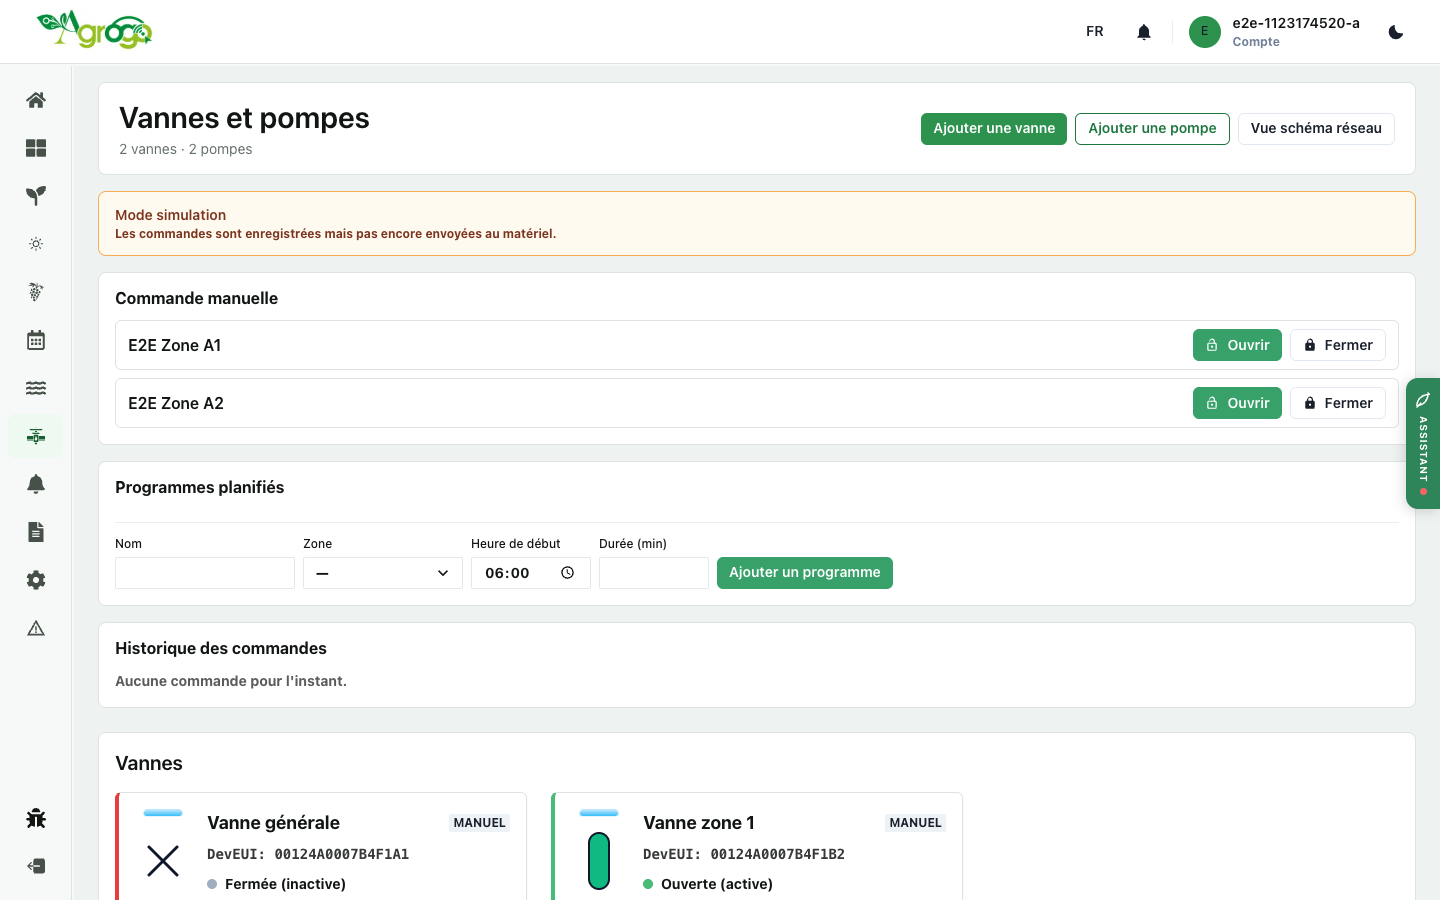 Agroga
FR
E
e2e-1123174520-a
Compte
Vannes et pompes
2 vannes · 2 pompes
Ajouter une vanne
Ajouter une pompe
Vue schéma réseau
Mode simulation
Les commandes sont enregistrées mais pas encore envoyées au matériel.
Commande manuelle
E2E Zone A1
Ouvrir
Fermer
E2E Zone A2
Ouvrir
Fermer
ASSISTANT
Programmes planifiés
Nom
Zone
Heure de début
Durée (min)
—
06:00
Ajouter un programme
Historique des commandes
Aucune commande pour l'instant.
Vannes
Vanne générale
MANUEL
DevEUI: 00124A0007B4F1A1
Fermée (inactive)
Vanne zone 1
MANUEL
DevEUI: 00124A0007B4F1B2
Ouverte (active)